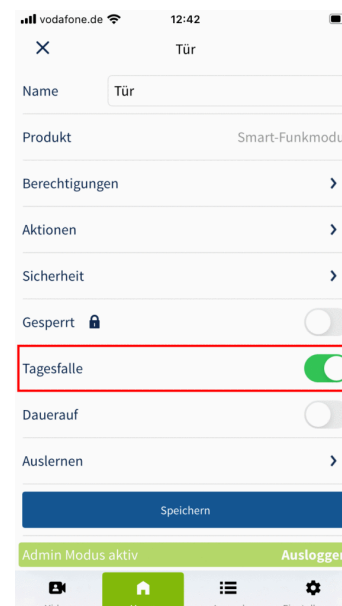 vodafone.de 12:42
Tür
Name Tür
Produkt Smart-Funkmodu
Berechtigungen
Aktionen
Sicherheit
Gesperrt
Tagesfalle
Dauerauf
Auslernen
Speichern
Admin Modus aktiv Auslogge